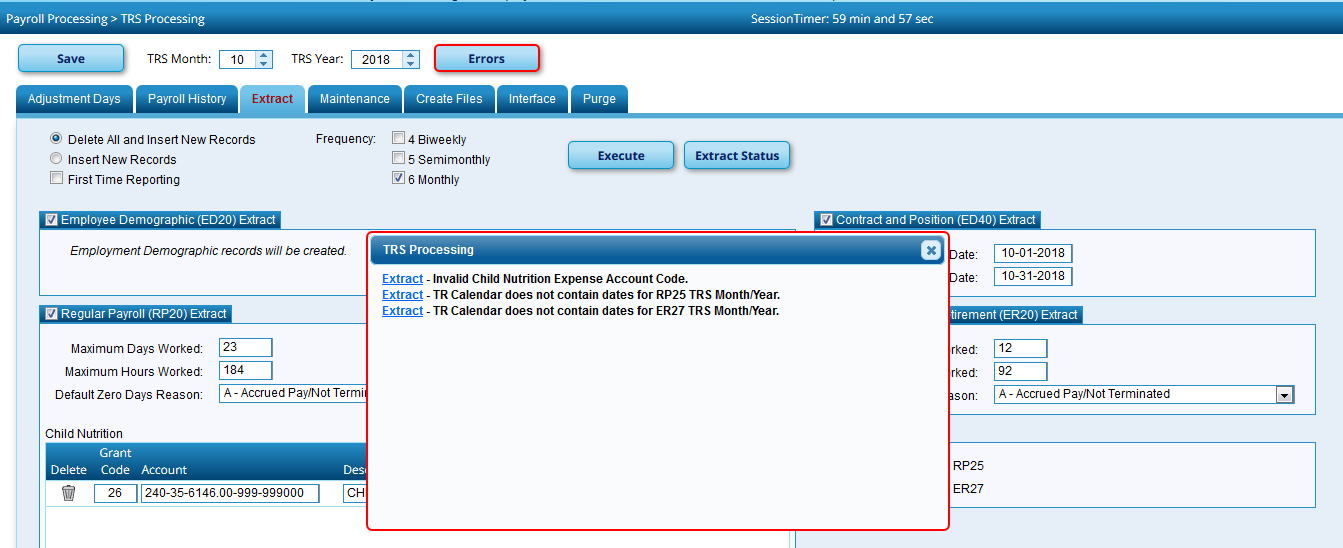 Payroll Processing > TRS Processing SessionTimer: 59 min and 57 sec
Save TRS Month: 10 TRS Year: 2018 Errors
Adjustment Days Payroll History Extract Maintenance Create Files Interface Purge
Delete All and Insert New Records Frequency: 4 Biweekly
Insert New Records 5 Semimonthly Execute Extract Status
First Time Reporting 6 Monthly
Employee Demographic (ED20) Extract Contract and Position (ED40) Extract
Employment Demographic records will be created.
TRS Processing
Extract - Invalid Child Nutrition Expense Account Code.
Extract - TR Calendar does not contain dates for RP25 TRS Month/Year.
Extract - TR Calendar does not contain dates for ER27 TRS Month/Year.
Date: 10-01-2018
Date: 10-31-2018
Regular Payroll (RP20) Extract tirement (ER20) Extract
Maximum Days Worked: 23 rked: 12
Maximum Hours Worked: 184 rked: 92
Default Zero Days Reason: A - Accrued Pay/Not Termi ason: A - Accrued Pay/Not Terminated
Child Nutrition
Grant
Delete Code Account Des
26 240-35-6146.00-999-999000 CH
RP25
ER27